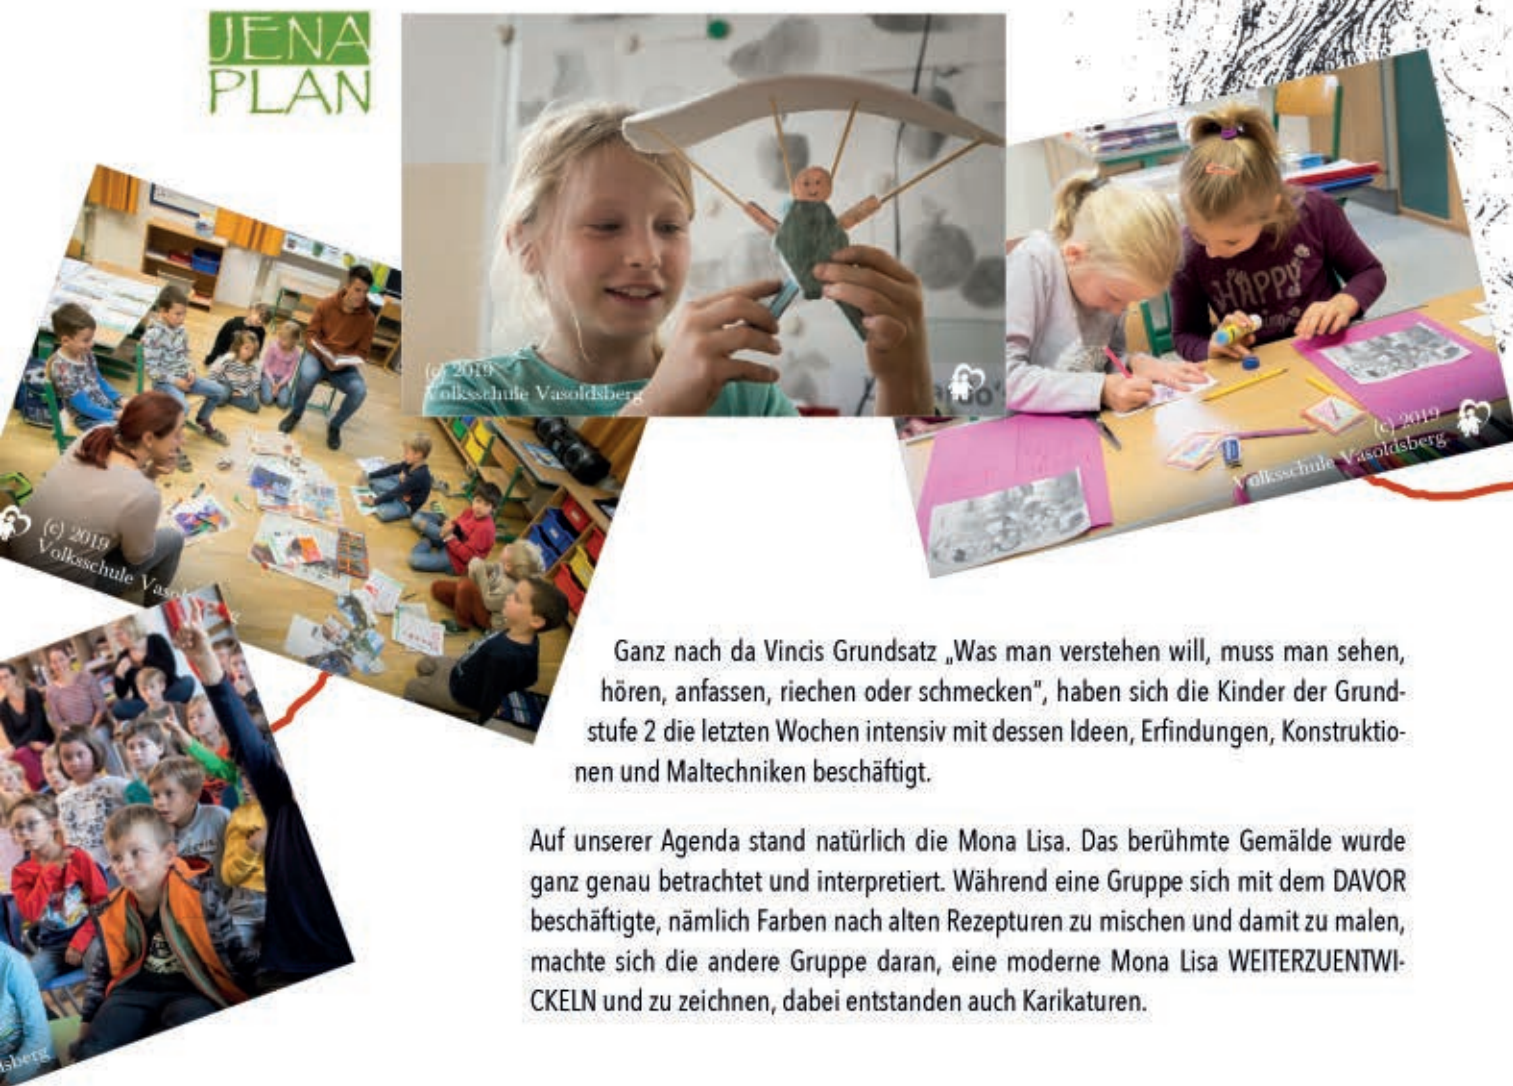 JENA
PLAN
(c) 2019
Volksschule Vasoldsberg
HAPPY
(c) 2019
Volksschule Vasoldsberg
(c) 2019
Volksschule
Ganz nach da Vincis Grundsatz „Was man verstehen will, muss man sehen,
hören, anfassen, riechen oder schmecken", haben sich die Kinder der Grund-
stufe 2 die letzten Wochen intensiv mit dessen Ideen, Erfindungen, Konstruktio-
nen und Maltechniken beschäftigt.
Auf unserer Agenda stand natürlich die Mona Lisa. Das berühmte Gemälde wurde
ganz genau betrachtet und interpretiert. Während eine Gruppe sich mit dem DAVOR
beschäftigte, nämlich Farben nach alten Rezepturen zu mischen und damit zu malen,
machte sich die andere Gruppe daran, eine moderne Mona Lisa WEITERZUENTWI-
CKELN und zu zeichnen, dabei entstanden auch Karikaturen.